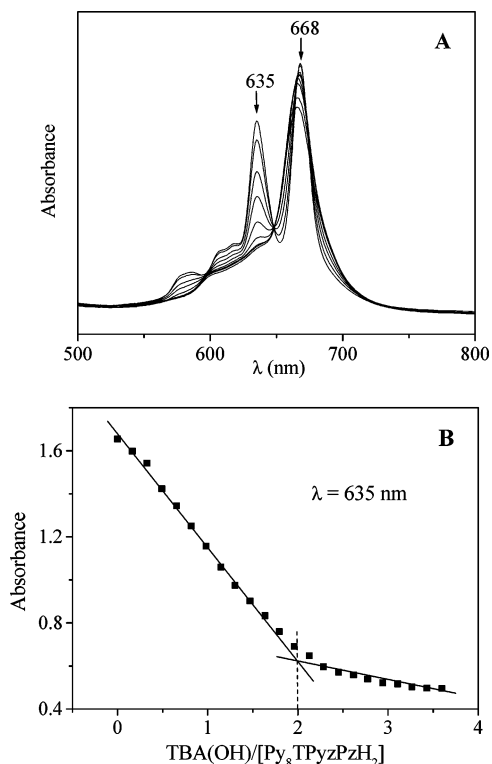 A
668
635
Absorbance
500
600
700
800
λ (nm)
B
1.6
λ = 635 nm
1.2
Absorbance
0.8
0.4
0
1
2
3
4
TBA(OH)/[Py₈TPyzPzH₂]